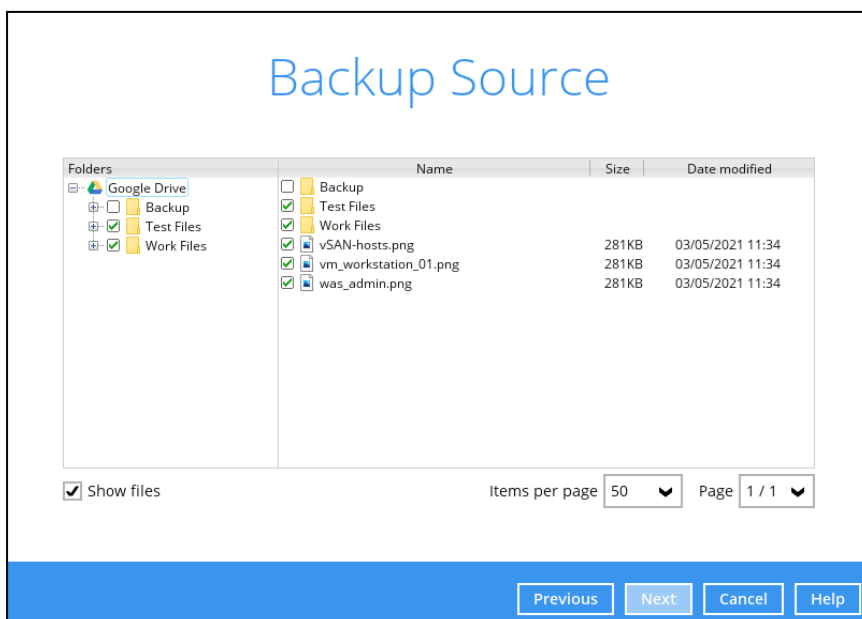 Backup Source
Folders Name Size Date modified
Google Drive
Backup
Test Files
Work Files
Backup
Test Files
Work Files
vSAN-hosts.png 281KB 03/05/2021 11:34
vm_workstation_01.png 281KB 03/05/2021 11:34
was_admin.png 281KB 03/05/2021 11:34
Show files Items per page 50 Page 1 / 1
Previous Next Cancel Help